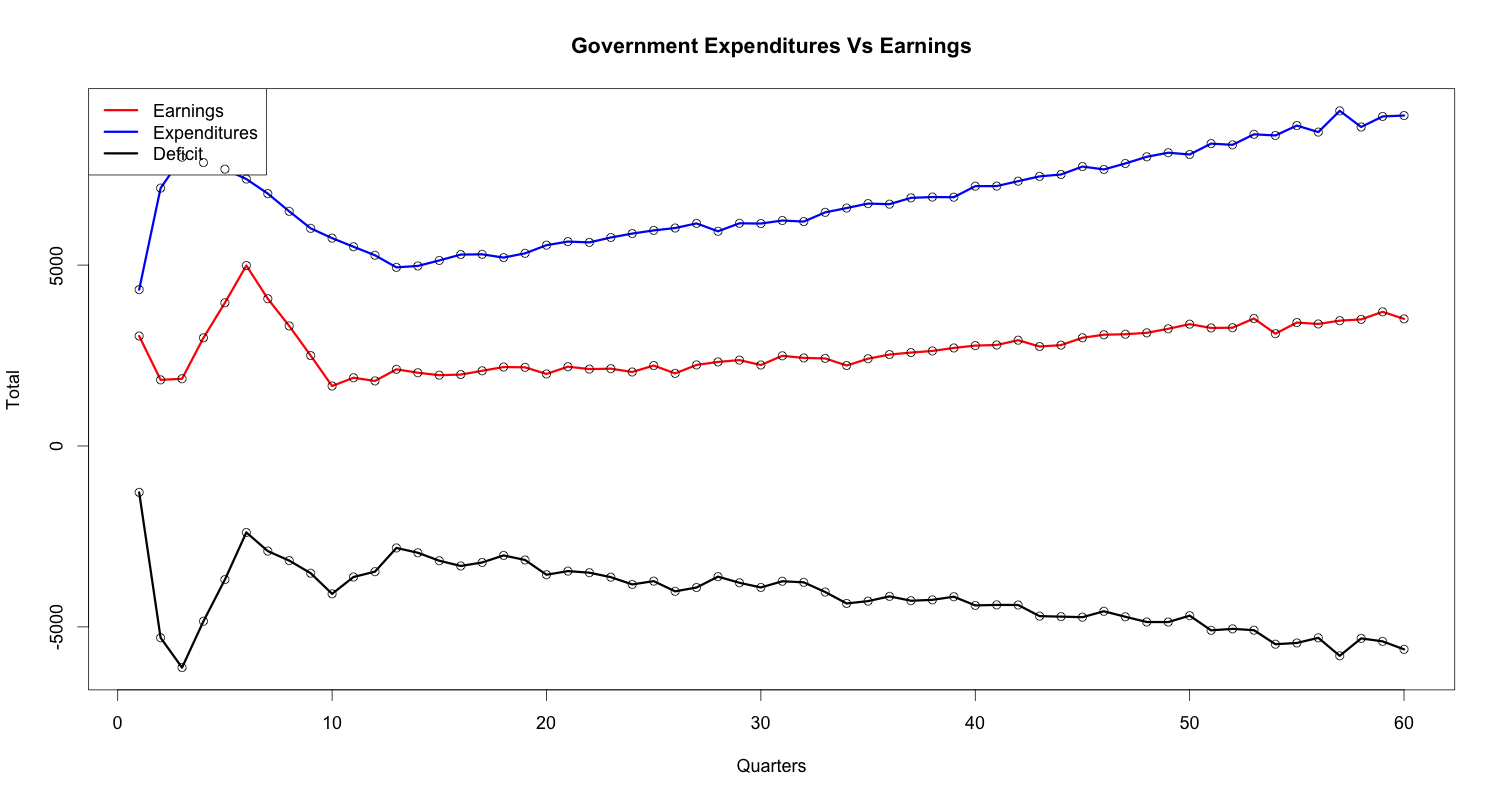 Government Expenditures Vs Earnings
Earnings
Expenditures
Deficit
Total
5000
0
-5000
0 10 20 30 40 50 60
Quarters